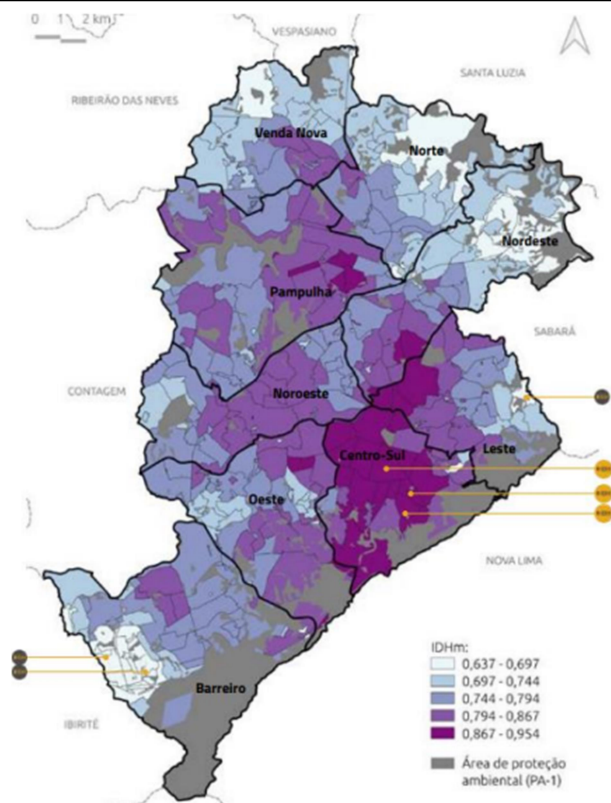 0 1 2 km
VESPASIANO
SANTA LUZIA
RIBEIRÃO DAS NEVES
Venda Nova
Norte
Nordeste
Pampulha
SABARÁ
CONTAGEM
Noroeste
Centro-Sul
Leste
Oeste
NOVA LIMA
Barreiro
IBIRITÉ
IDHm:
0,637 - 0,697
0,697 - 0,744
0,744 - 0,794
0,794 - 0,867
0,867 - 0,954
Área de proteção
ambiental (PA-1)